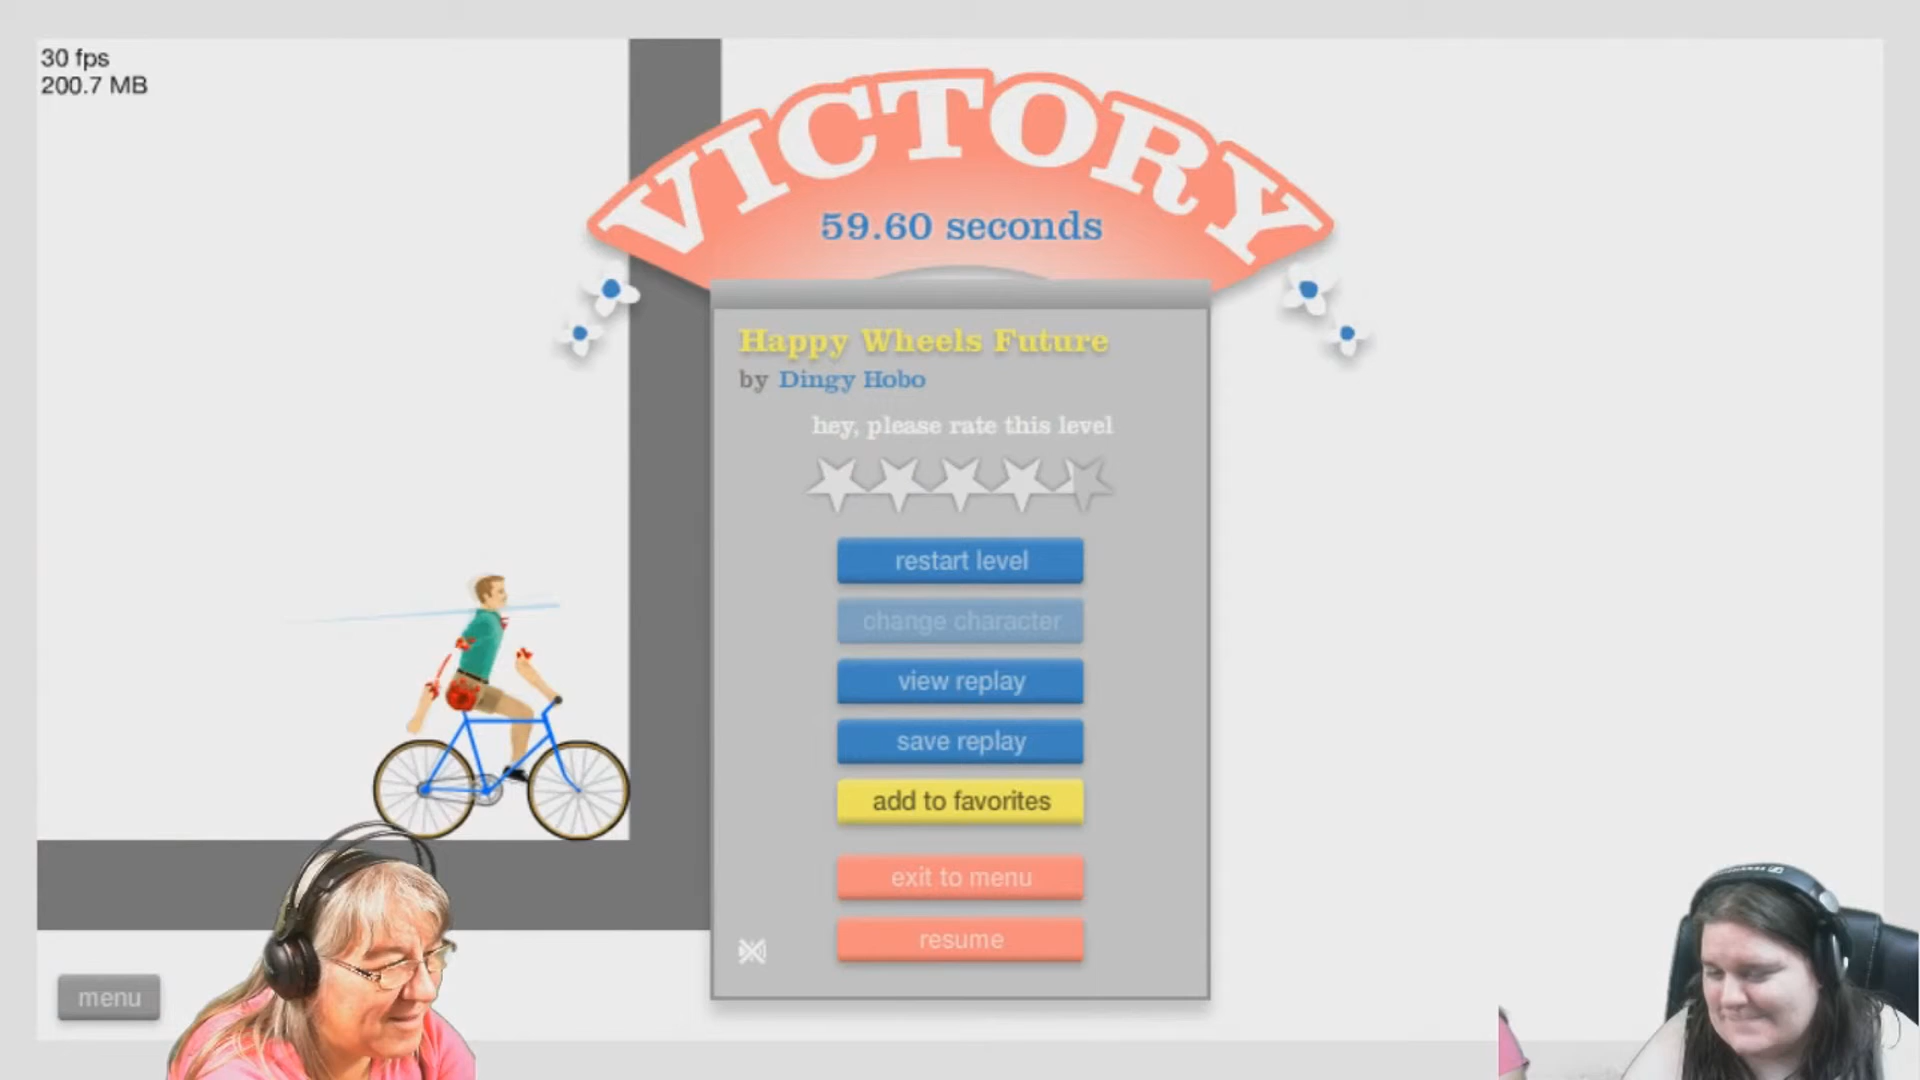 30 fps
200.7 MB
VICTORY
59.60 seconds
Happy Wheels Future
by Dingy Hobo
hey, please rate this level
restart level
change character
view replay
save replay
add to favorites
exit to menu
resume
menu